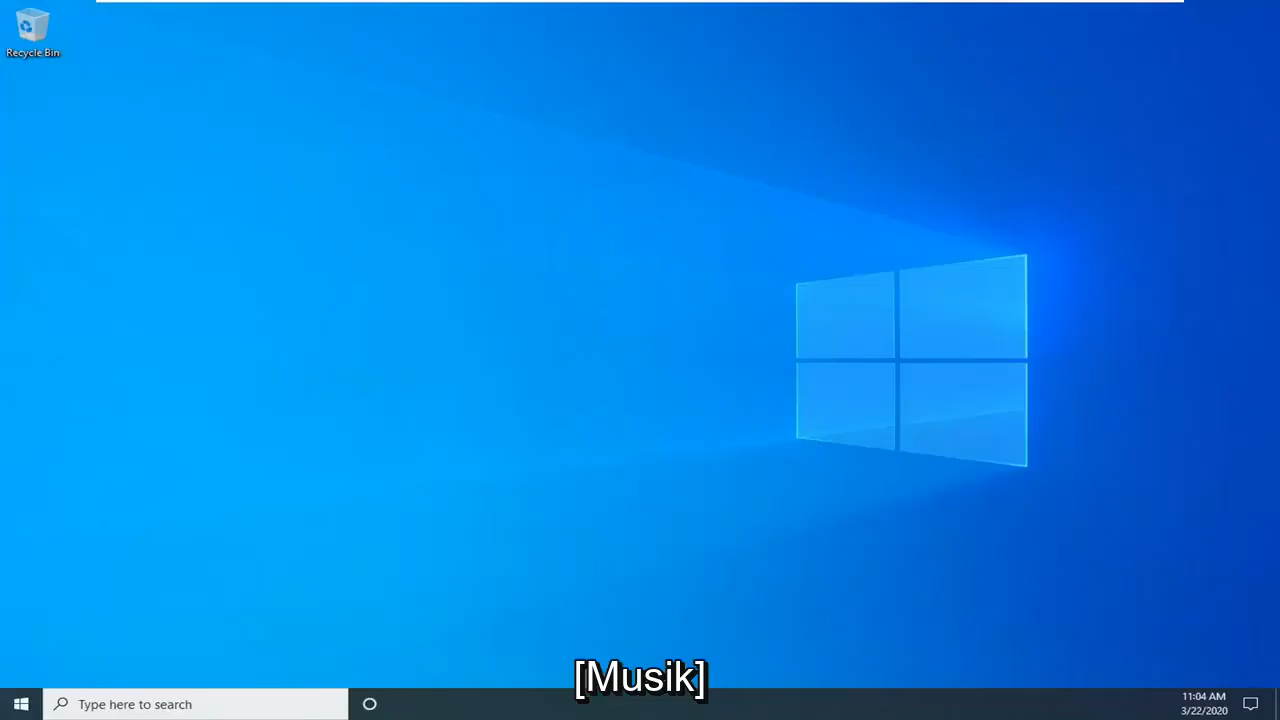 Recycle Bin
[Musik]
Type here to search
11:04 AM
3/22/2020